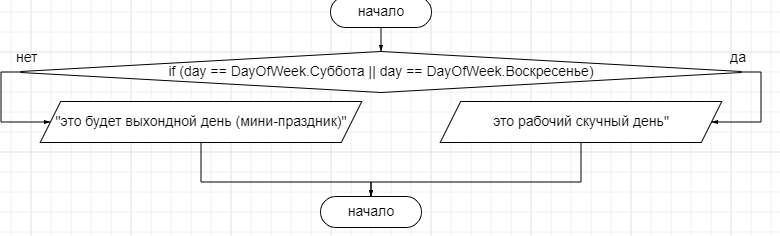 начало
нет
да
if (day == DayOfWeek.Суббота || day == DayOfWeek.Воскресенье)
"это будет выхондной день (мини-праздник)"
это рабочий скучный день"
начало